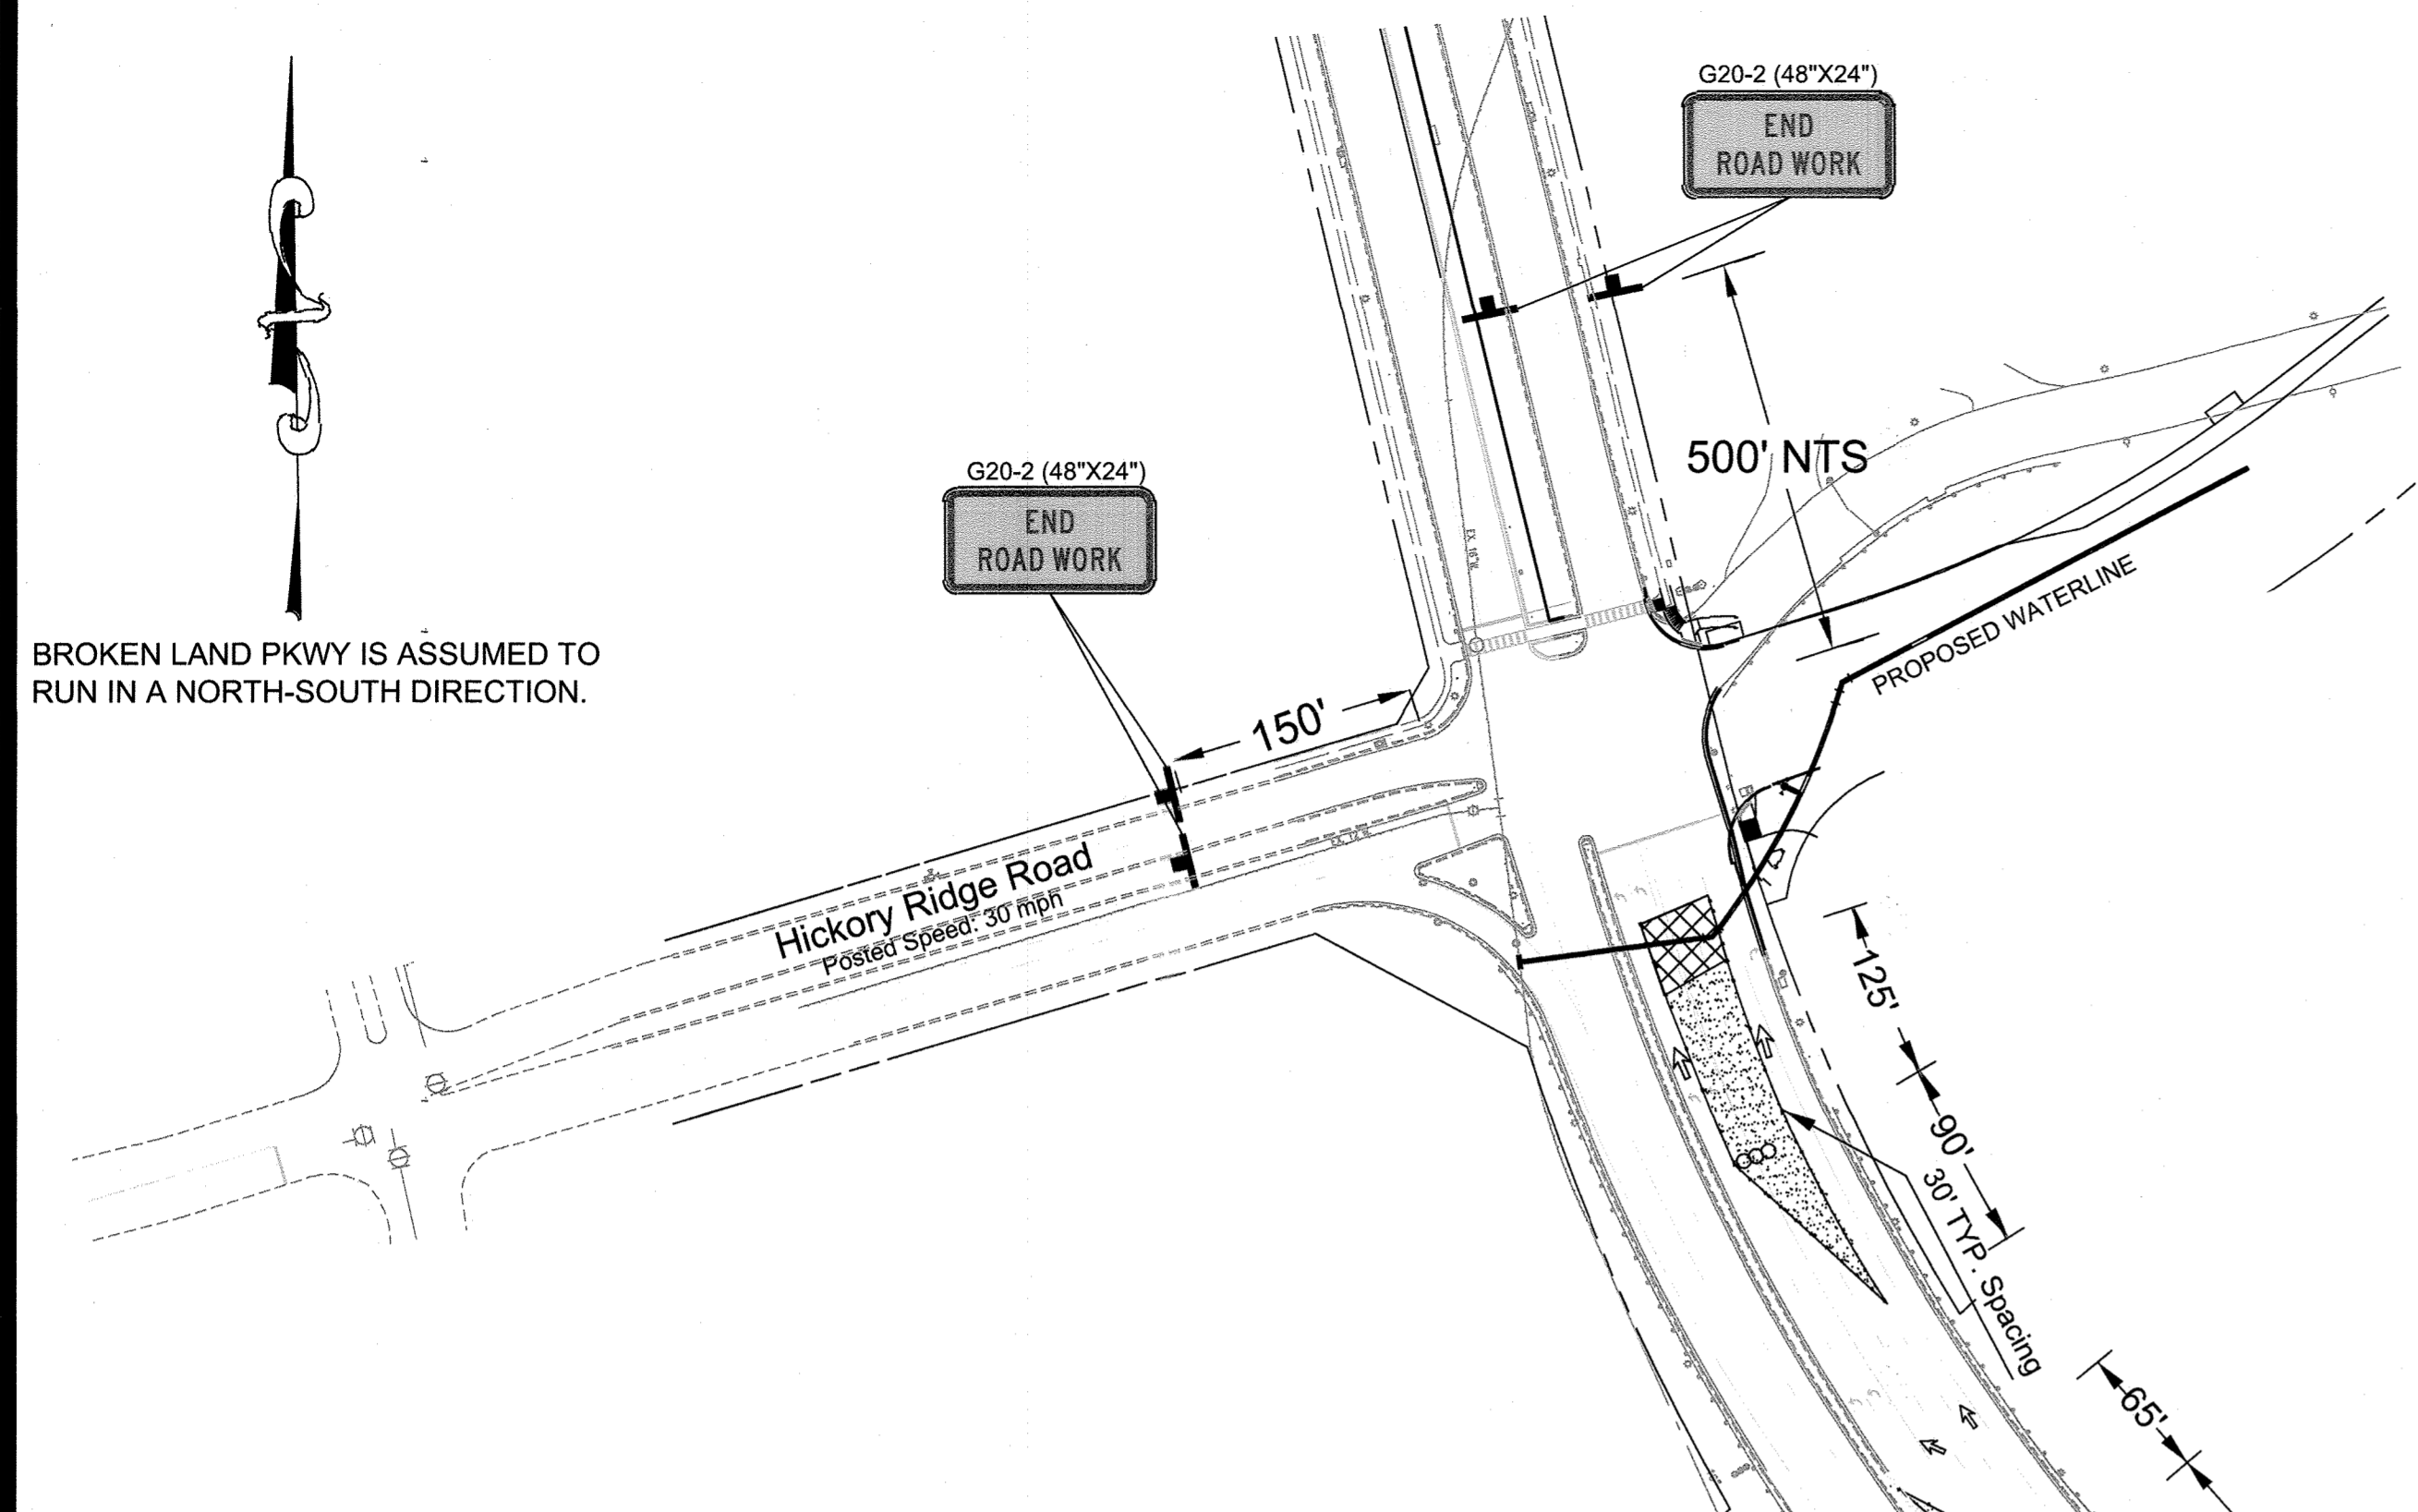 G20-2 (48"X24")
END
ROAD WORK
G20-2 (48"X24")
END
ROAD WORK
500' NTS
BROKEN LAND PKWY IS ASSUMED TO
RUN IN A NORTH-SOUTH DIRECTION.
150'
PROPOSED WATERLINE
Hickory Ridge Road
Posted Speed: 30 mph
125'
90'
30' TYP. Spacing
65'